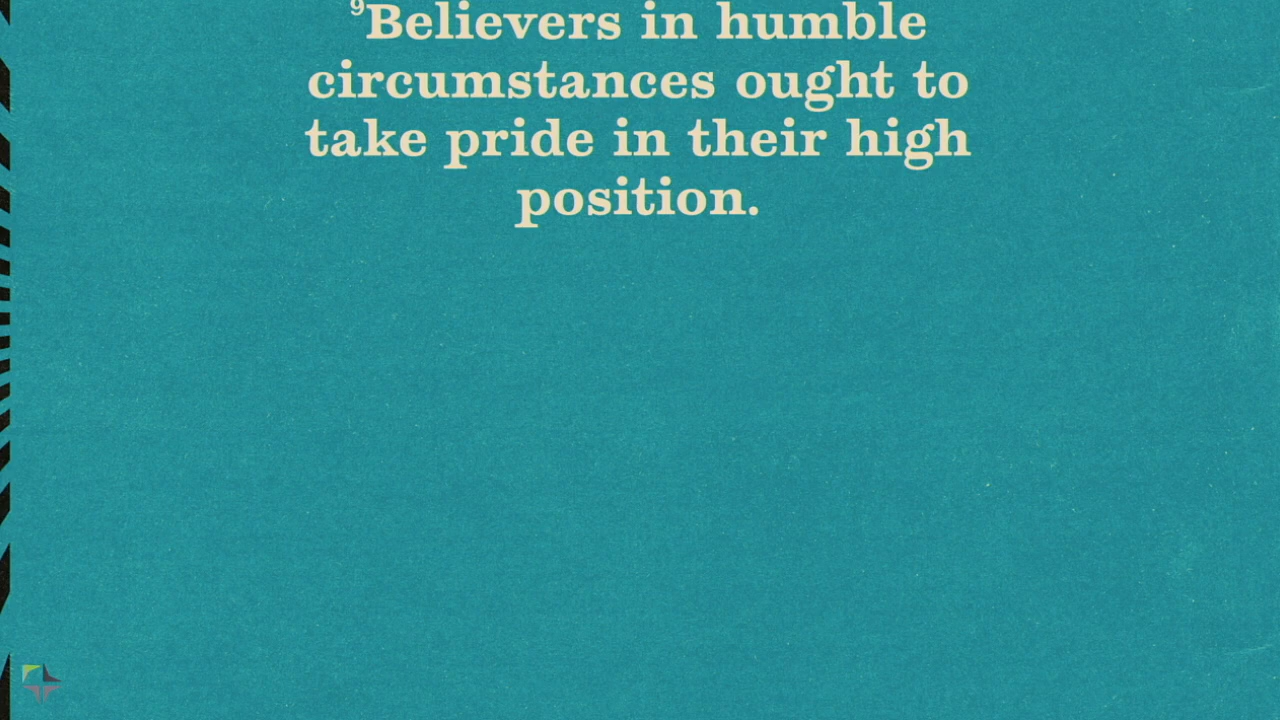 ⁹Believers in humble
circumstances ought to
take pride in their high
position.